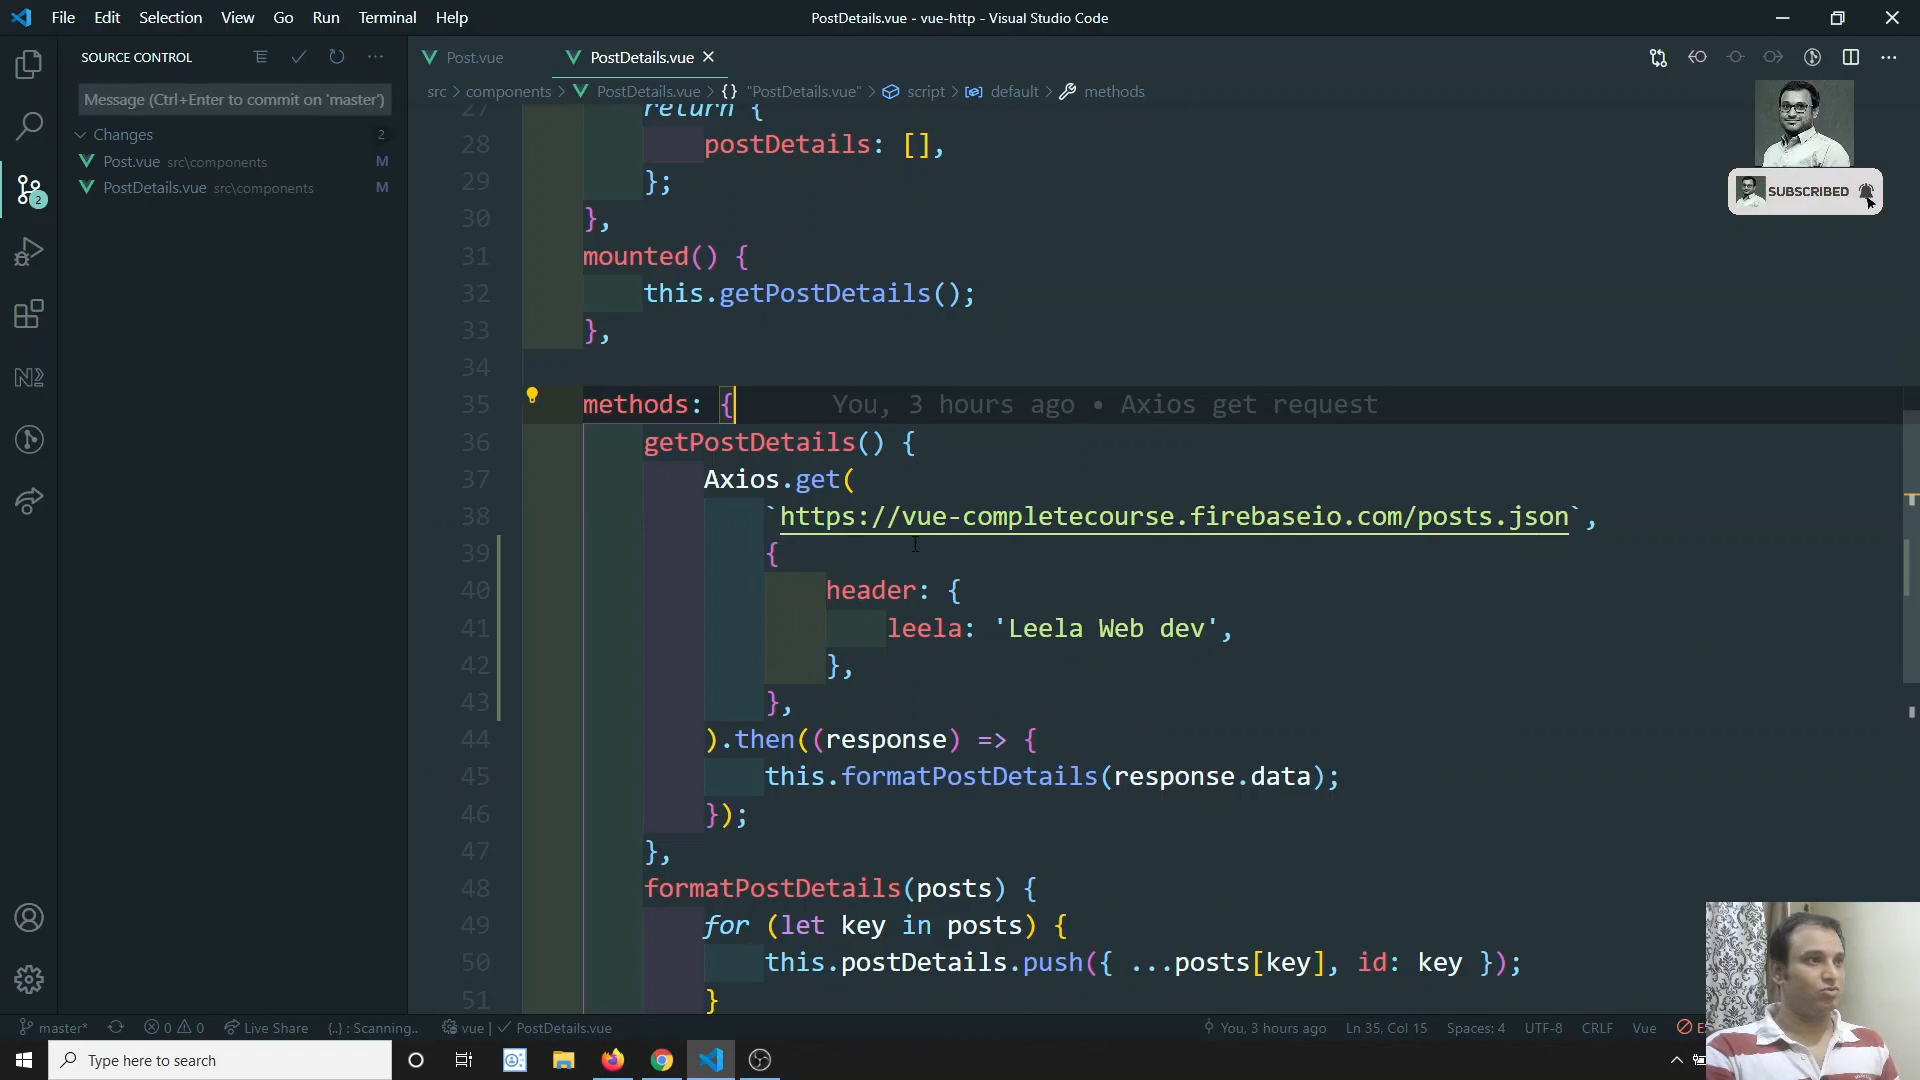 File Edit Selection View Go Run Terminal Help
PostDetails.vue - vue-http - Visual Studio Code
SOURCE CONTROL
Message (Ctrl+Enter to commit on 'master')
Changes 2
Post.vue src\components M
PostDetails.vue src\components M
2
Post.vue
PostDetails.vue
src > components > PostDetails.vue > {} "PostDetails.vue" > script > default > methods
SUBSCRIBED
27 return {
28 postDetails: [],
29 };
30 },
31 mounted() {
32 this.getPostDetails();
33 },
34
35 methods: { You, 3 hours ago • Axios get request
36 getPostDetails() {
37 Axios.get(
38 `https://vue-completecourse.firebaseio.com/posts.json`,
39 {
40 header: {
41 leela: 'Leela Web dev',
42 },
43 },
44 ).then((response) => {
45 this.formatPostDetails(response.data);
46 });
47 },
48 formatPostDetails(posts) {
49 for (let key in posts) {
50 this.postDetails.push({ ...posts[key], id: key });
51 }
master* 0 0 Live Share {..} : Scanning.. vue | PostDetails.vue
You, 3 hours ago Ln 35, Col 15 Spaces: 4 UTF-8 CRLF Vue
Type here to search